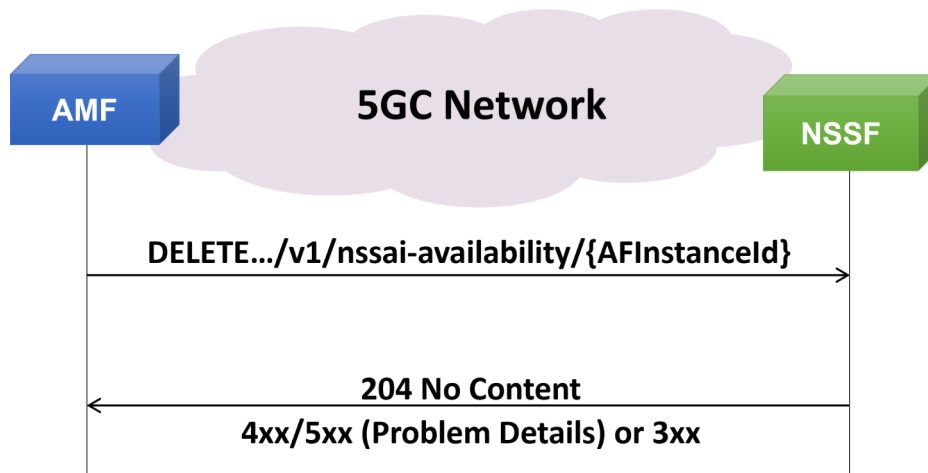 5GC Network
AMF
NSSF
DELETE.../v1/nssai-availability/{AFInstanceId}
204 No Content
4xx/5xx (Problem Details) or 3xx